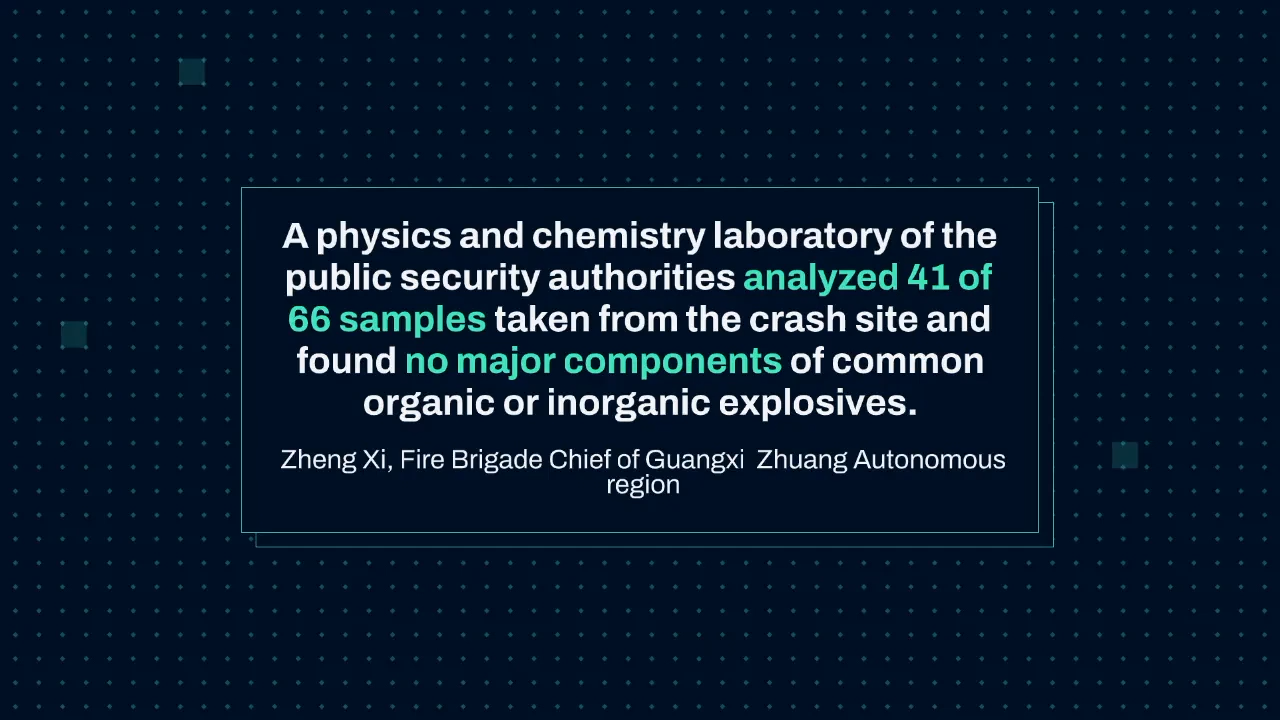 A physics and chemistry laboratory of the
public security authorities analyzed 41 of
66 samples taken from the crash site and
found no major components of common
organic or inorganic explosives.
Zheng Xi, Fire Brigade Chief of Guangxi  Zhuang Autonomous
region